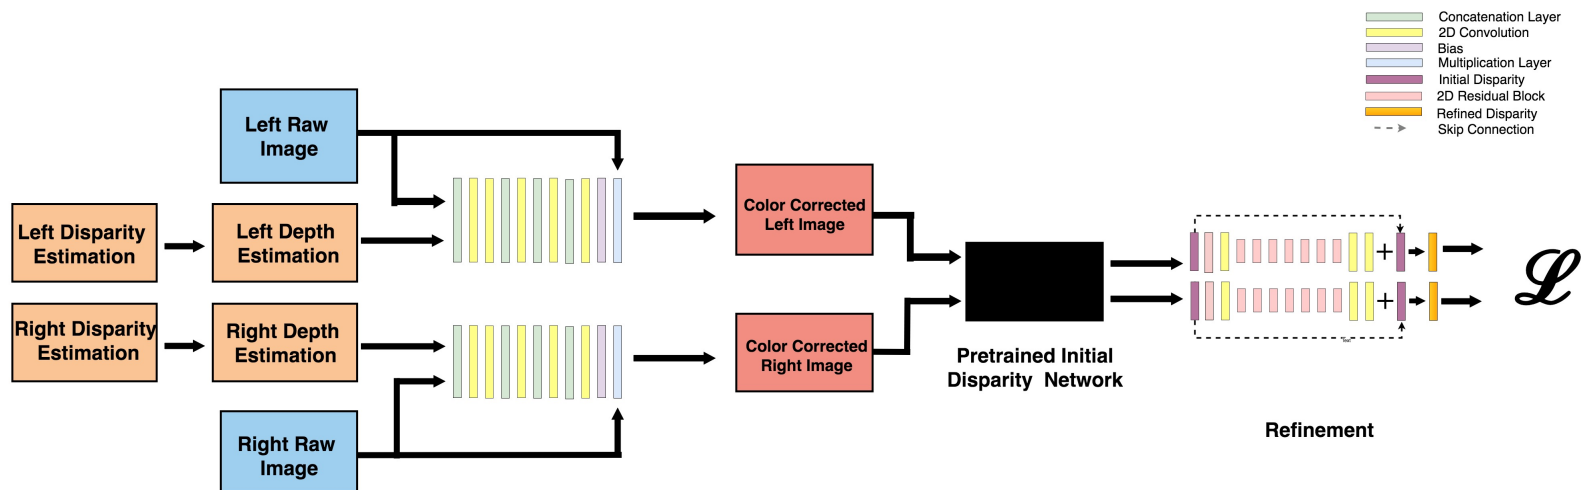 Concatenation Layer
2D Convolution
Bias
Multiplication Layer
Initial Disparity
2D Residual Block
Refined Disparity
Skip Connection
Left Raw
Image
Left Disparity
Estimation
Left Depth
Estimation
Right Disparity
Estimation
Right Depth
Estimation
Right Raw
Image
Color Corrected
Left Image
Color Corrected
Right Image
Pretrained Initial
Disparity Network
+
+
Text
Refinement
ℒ